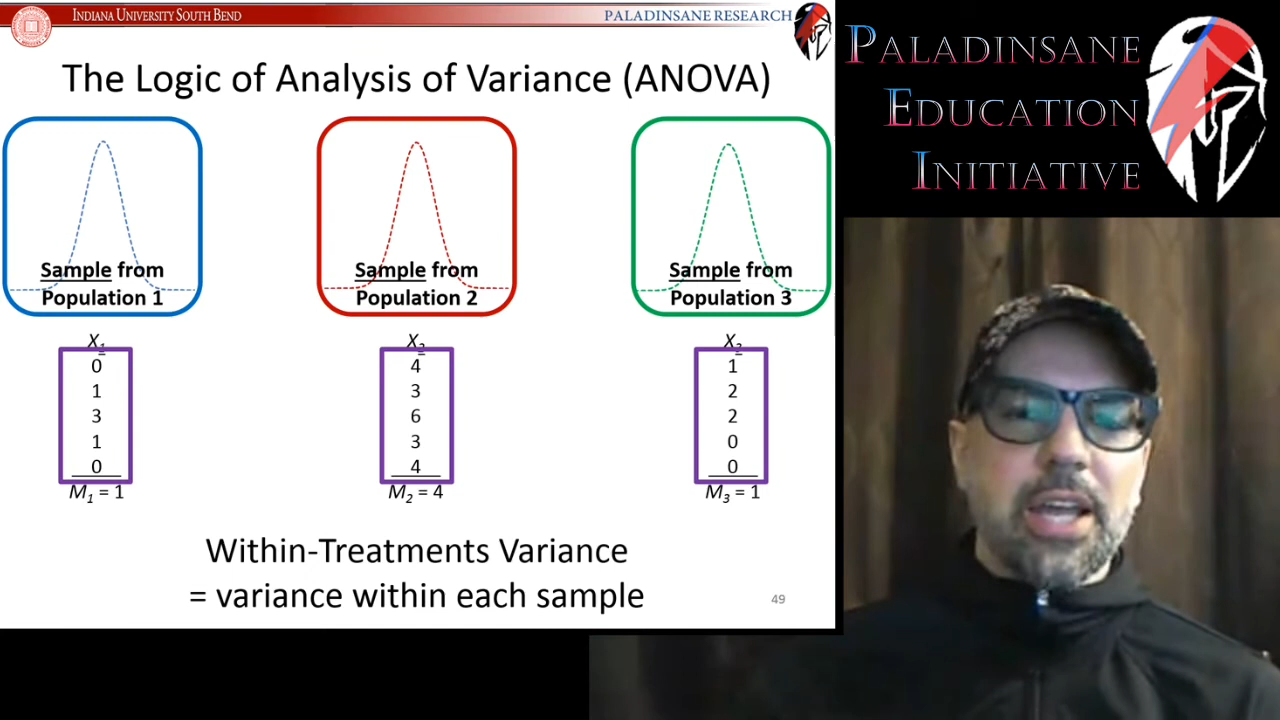 INDIANA UNIVERSITY SOUTH BEND
PALADINSANE RESEARCH
The Logic of Analysis of Variance (ANOVA)
Sample from
Population 1
Sample from
Population 2
Sample from
Population 3
X1
0
1
3
1
0
M1 = 1
X2
4
3
6
3
4
M2 = 4
X3
1
2
2
0
0
M3 = 1
Within-Treatments Variance
= variance within each sample
49
PALADINSANE
EDUCATION
INITIATIVE